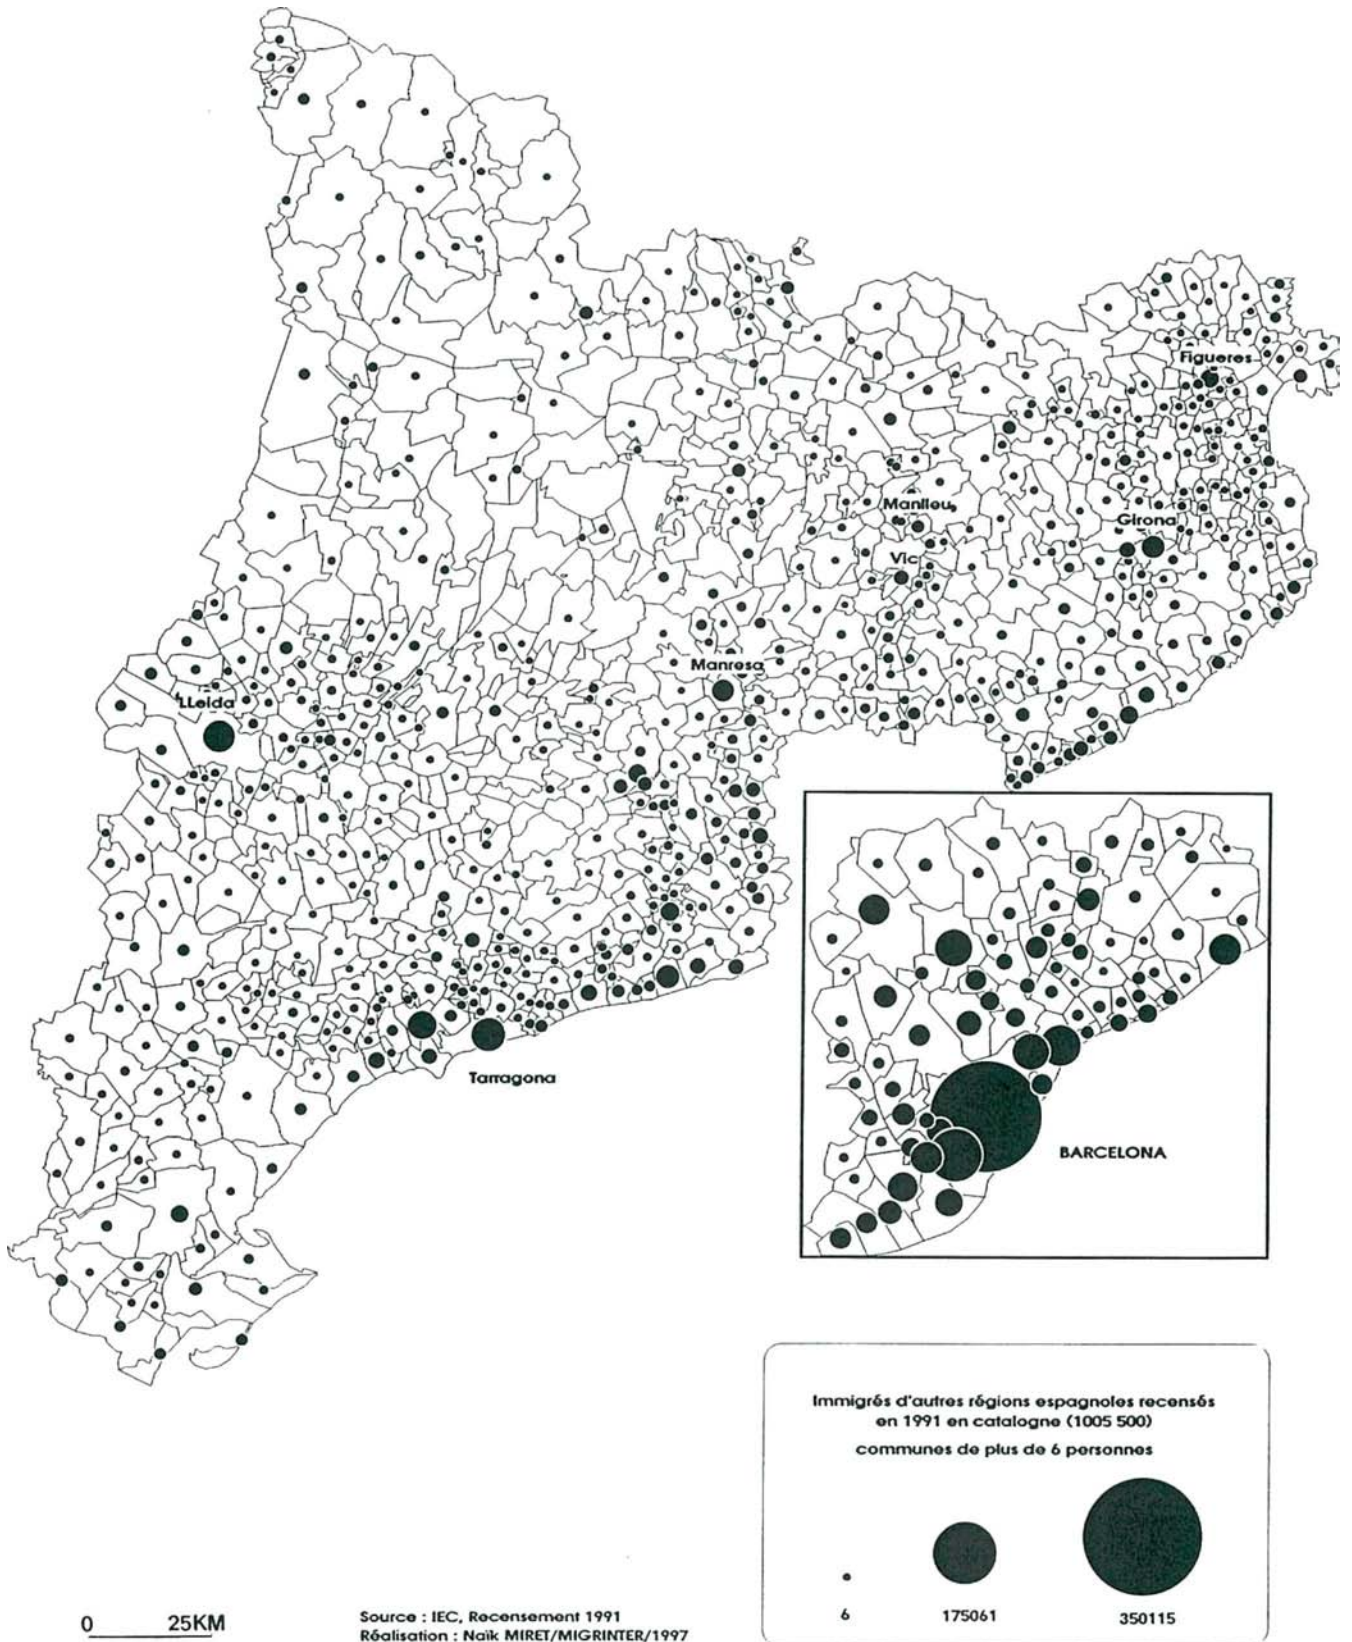 Figueres
Manlleu
Girona
Vic
Manresa
LLeida
Tarragona
BARCELONA
Immigrés d'autres régions espagnoles recensés
en 1991 en catalogne (1005 500)
communes de plus de 6 personnes
6 175061 350115
0 25KM
Source : IEC, Recensement 1991
Réalisation : Naïk MIRET/MIGRINTER/1997